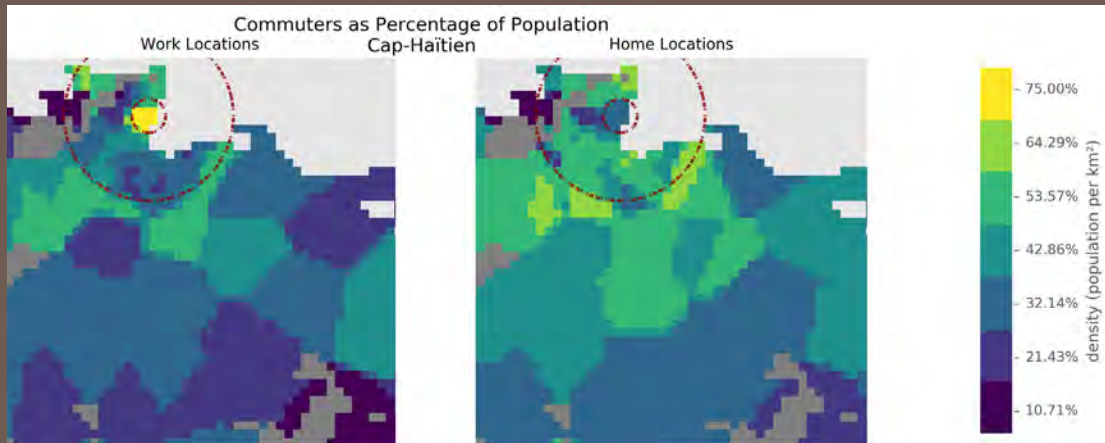 Commuters as Percentage of Population
Cap-Haïtien
Work Locations
Home Locations
75.00%
64.29%
53.57%
42.86%
32.14%
21.43%
10.71%
density (population per km²)